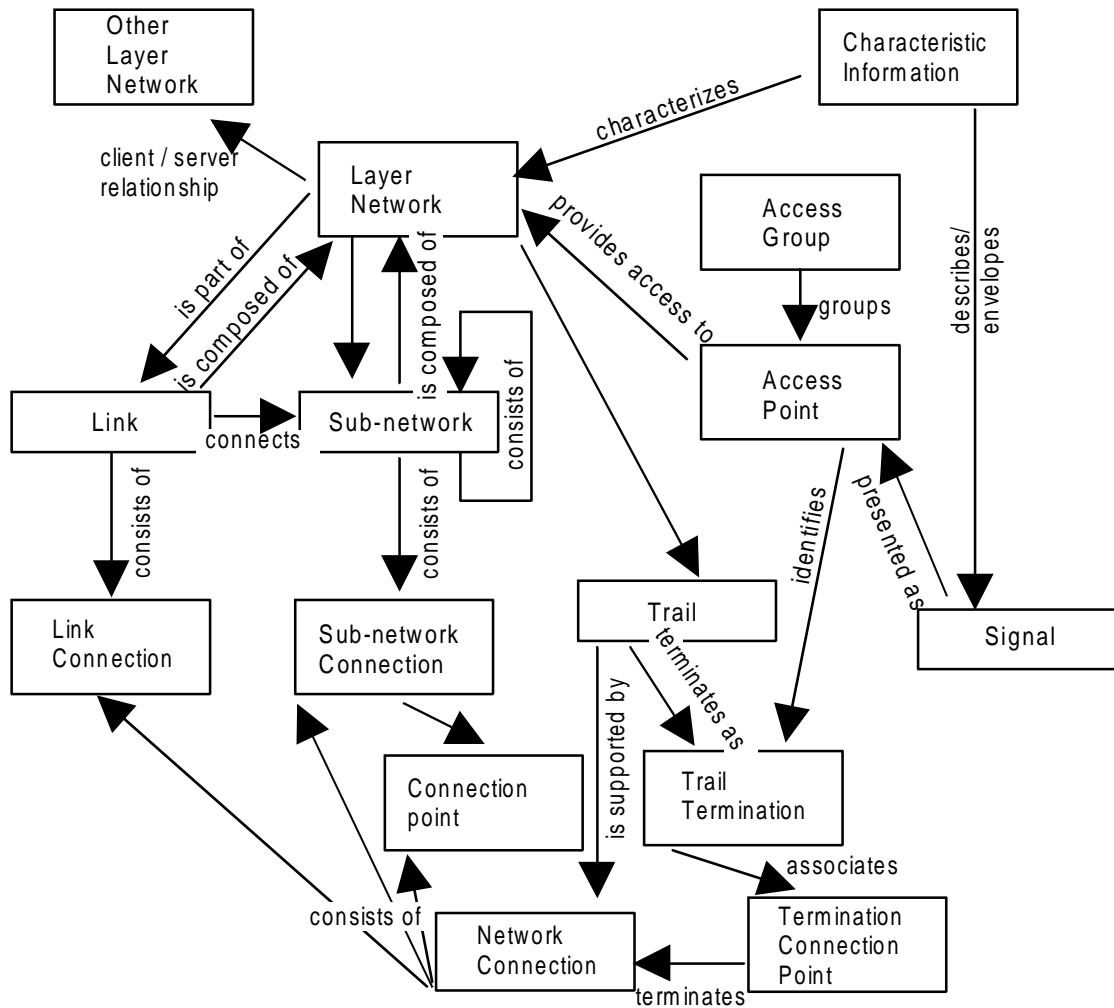 Other
Layer
Network
Characteristic
Information
characterizes
client / server
relationship
Layer
Network
provides access to
Access
Group
describes/
envelopes
is part of
is composed of
is composed of
groups
Access
Point
consists of
Link
connects
Sub-network
consists of
consists of
identifies
presented as
Link
Connection
Sub-network
Connection
Trail
terminates as
Signal
is supported by
Connection
point
Trail
Termination
associates
consists of
Network
Connection
terminates
Termination
Connection
Point